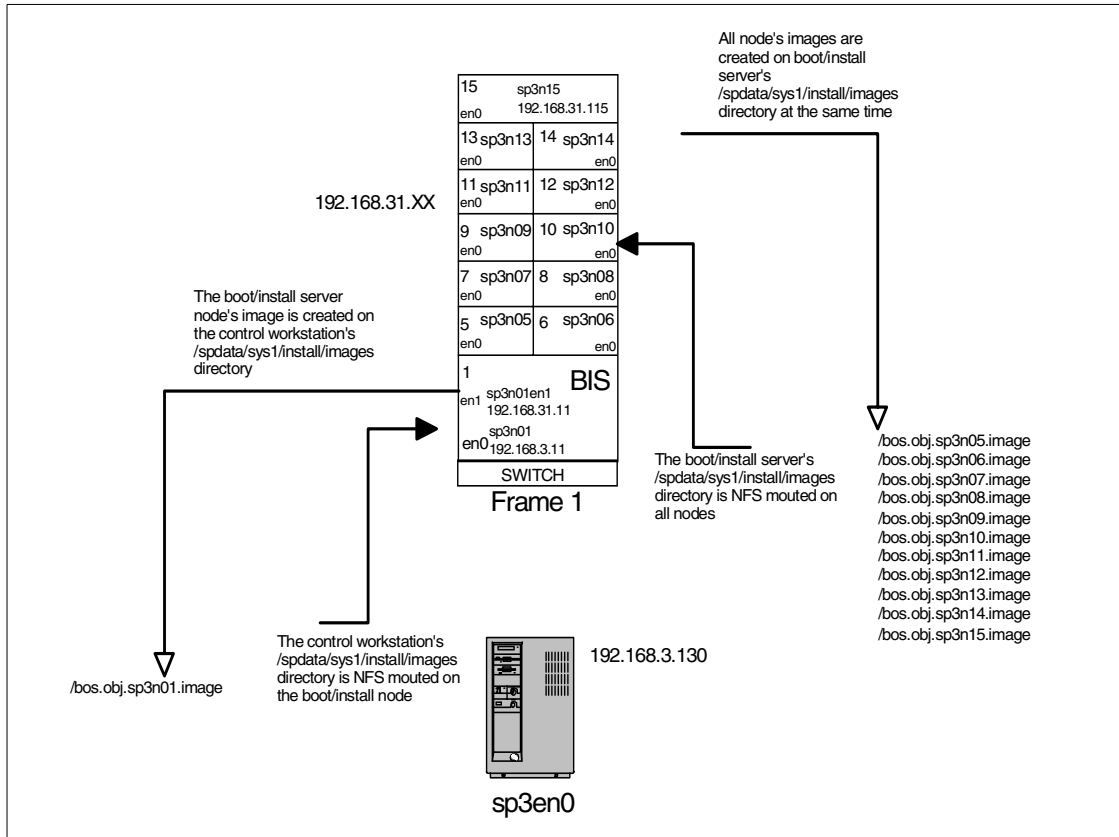 All node's images are
created on boot/install
server's
/spdata/sys1/install/images
directory at the same time
15 sp3n15
192.168.31.115
en0
13 sp3n13 14 sp3n14
en0 en0
11 sp3n11 12 sp3n12
en0 en0
192.168.31.XX
9 sp3n09 10 sp3n10
en0 en0
7 sp3n07 8 sp3n08
en0 en0
5 sp3n05 6 sp3n06
en0 en0
The boot/install server
node's image is created on
the control workstation's
/spdata/sys1/install/images
directory
1 BIS
en1 sp3n01en1
192.168.31.11
sp3n01
en0 192.168.3.11
SWITCH
Frame 1
The boot/install server's
/spdata/sys1/install/images
directory is NFS mouted on
all nodes
/bos.obj.sp3n05.image
/bos.obj.sp3n06.image
/bos.obj.sp3n07.image
/bos.obj.sp3n08.image
/bos.obj.sp3n09.image
/bos.obj.sp3n10.image
/bos.obj.sp3n11.image
/bos.obj.sp3n12.image
/bos.obj.sp3n13.image
/bos.obj.sp3n14.image
/bos.obj.sp3n15.image
The control workstation's
/spdata/sys1/install/images
directory is NFS mouted on
the boot/install node
/bos.obj.sp3n01.image
192.168.3.130
sp3en0